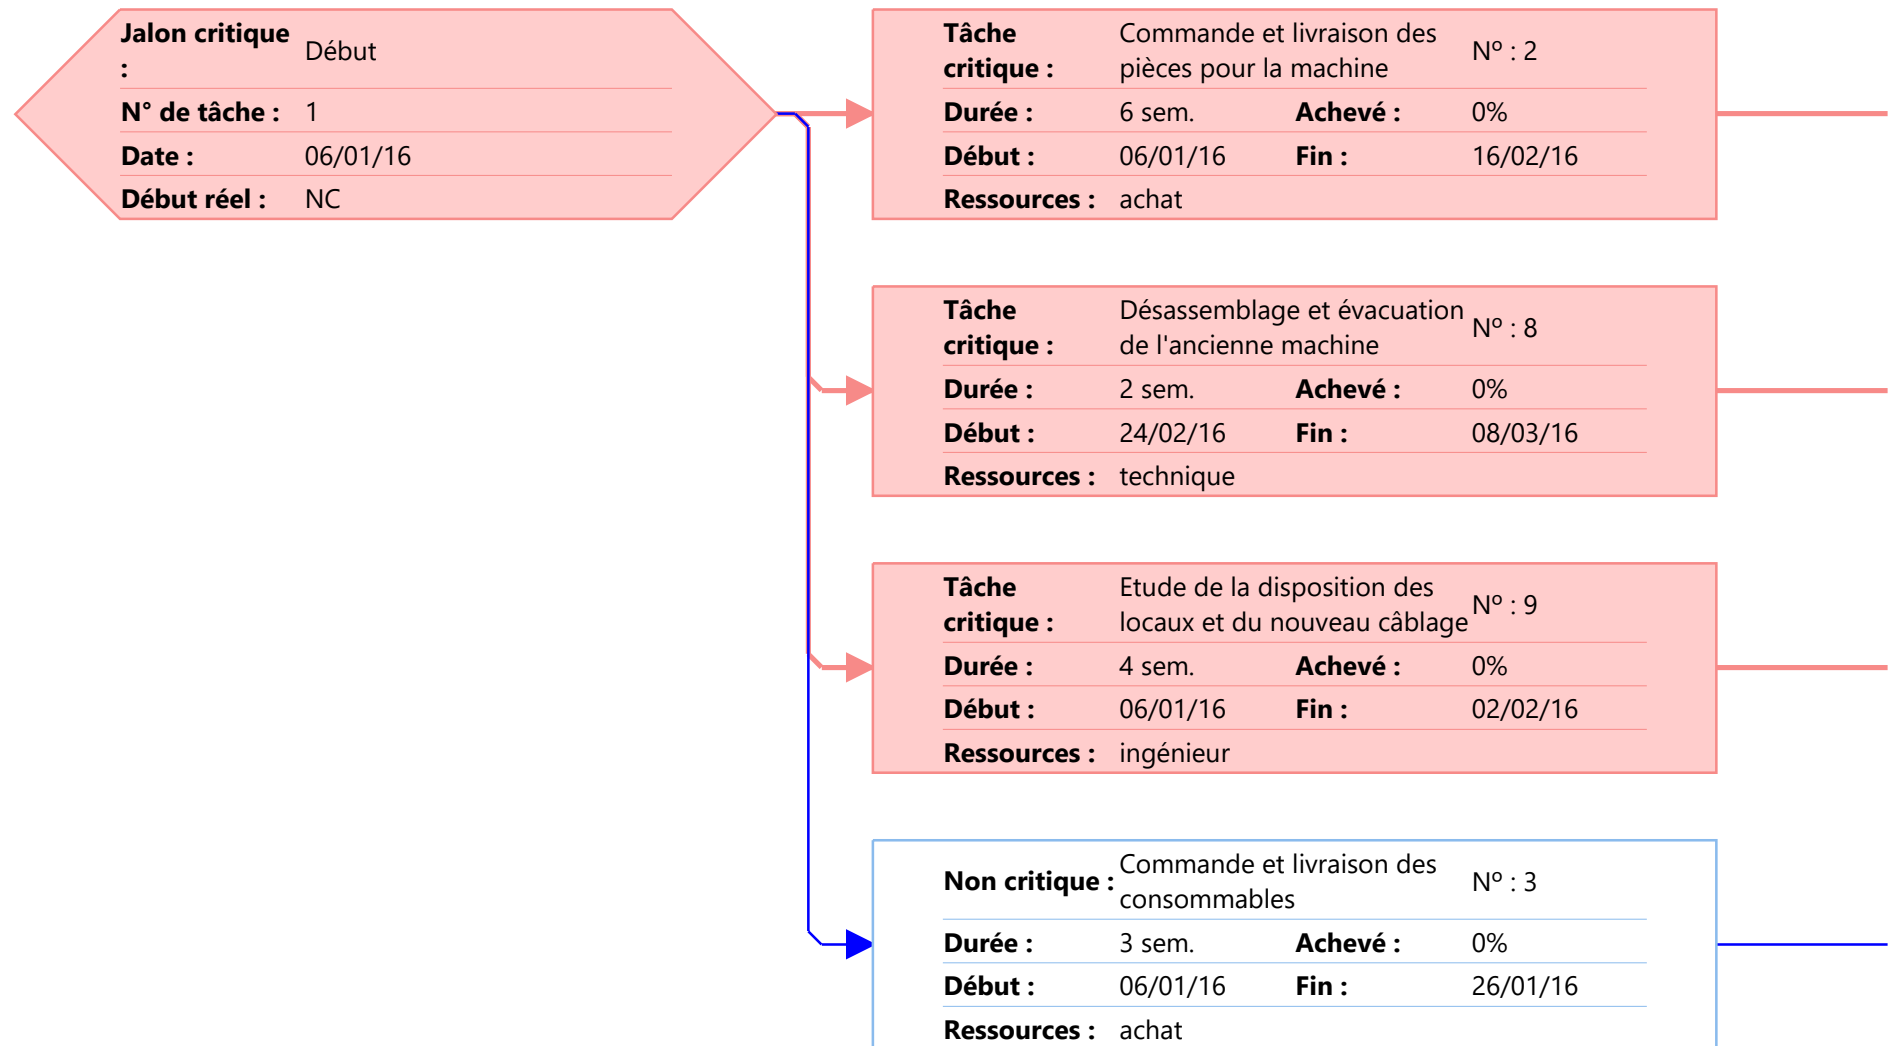 Jalon critique :
Début
N° de tâche : 1
Date : 06/01/16
Début réel : NC
Tâche critique :
Commande et livraison des
pièces pour la machine
Nº : 2
Durée : 6 sem. Achevé : 0%
Début : 06/01/16 Fin : 16/02/16
Ressources : achat
Tâche critique :
Désassemblage et évacuation
de l'ancienne machine
Nº : 8
Durée : 2 sem. Achevé : 0%
Début : 24/02/16 Fin : 08/03/16
Ressources : technique
Tâche critique :
Etude de la disposition des
locaux et du nouveau câblage
Nº : 9
Durée : 4 sem. Achevé : 0%
Début : 06/01/16 Fin : 02/02/16
Ressources : ingénieur
Non critique :
Commande et livraison des
consommables
Nº : 3
Durée : 3 sem. Achevé : 0%
Début : 06/01/16 Fin : 26/01/16
Ressources : achat